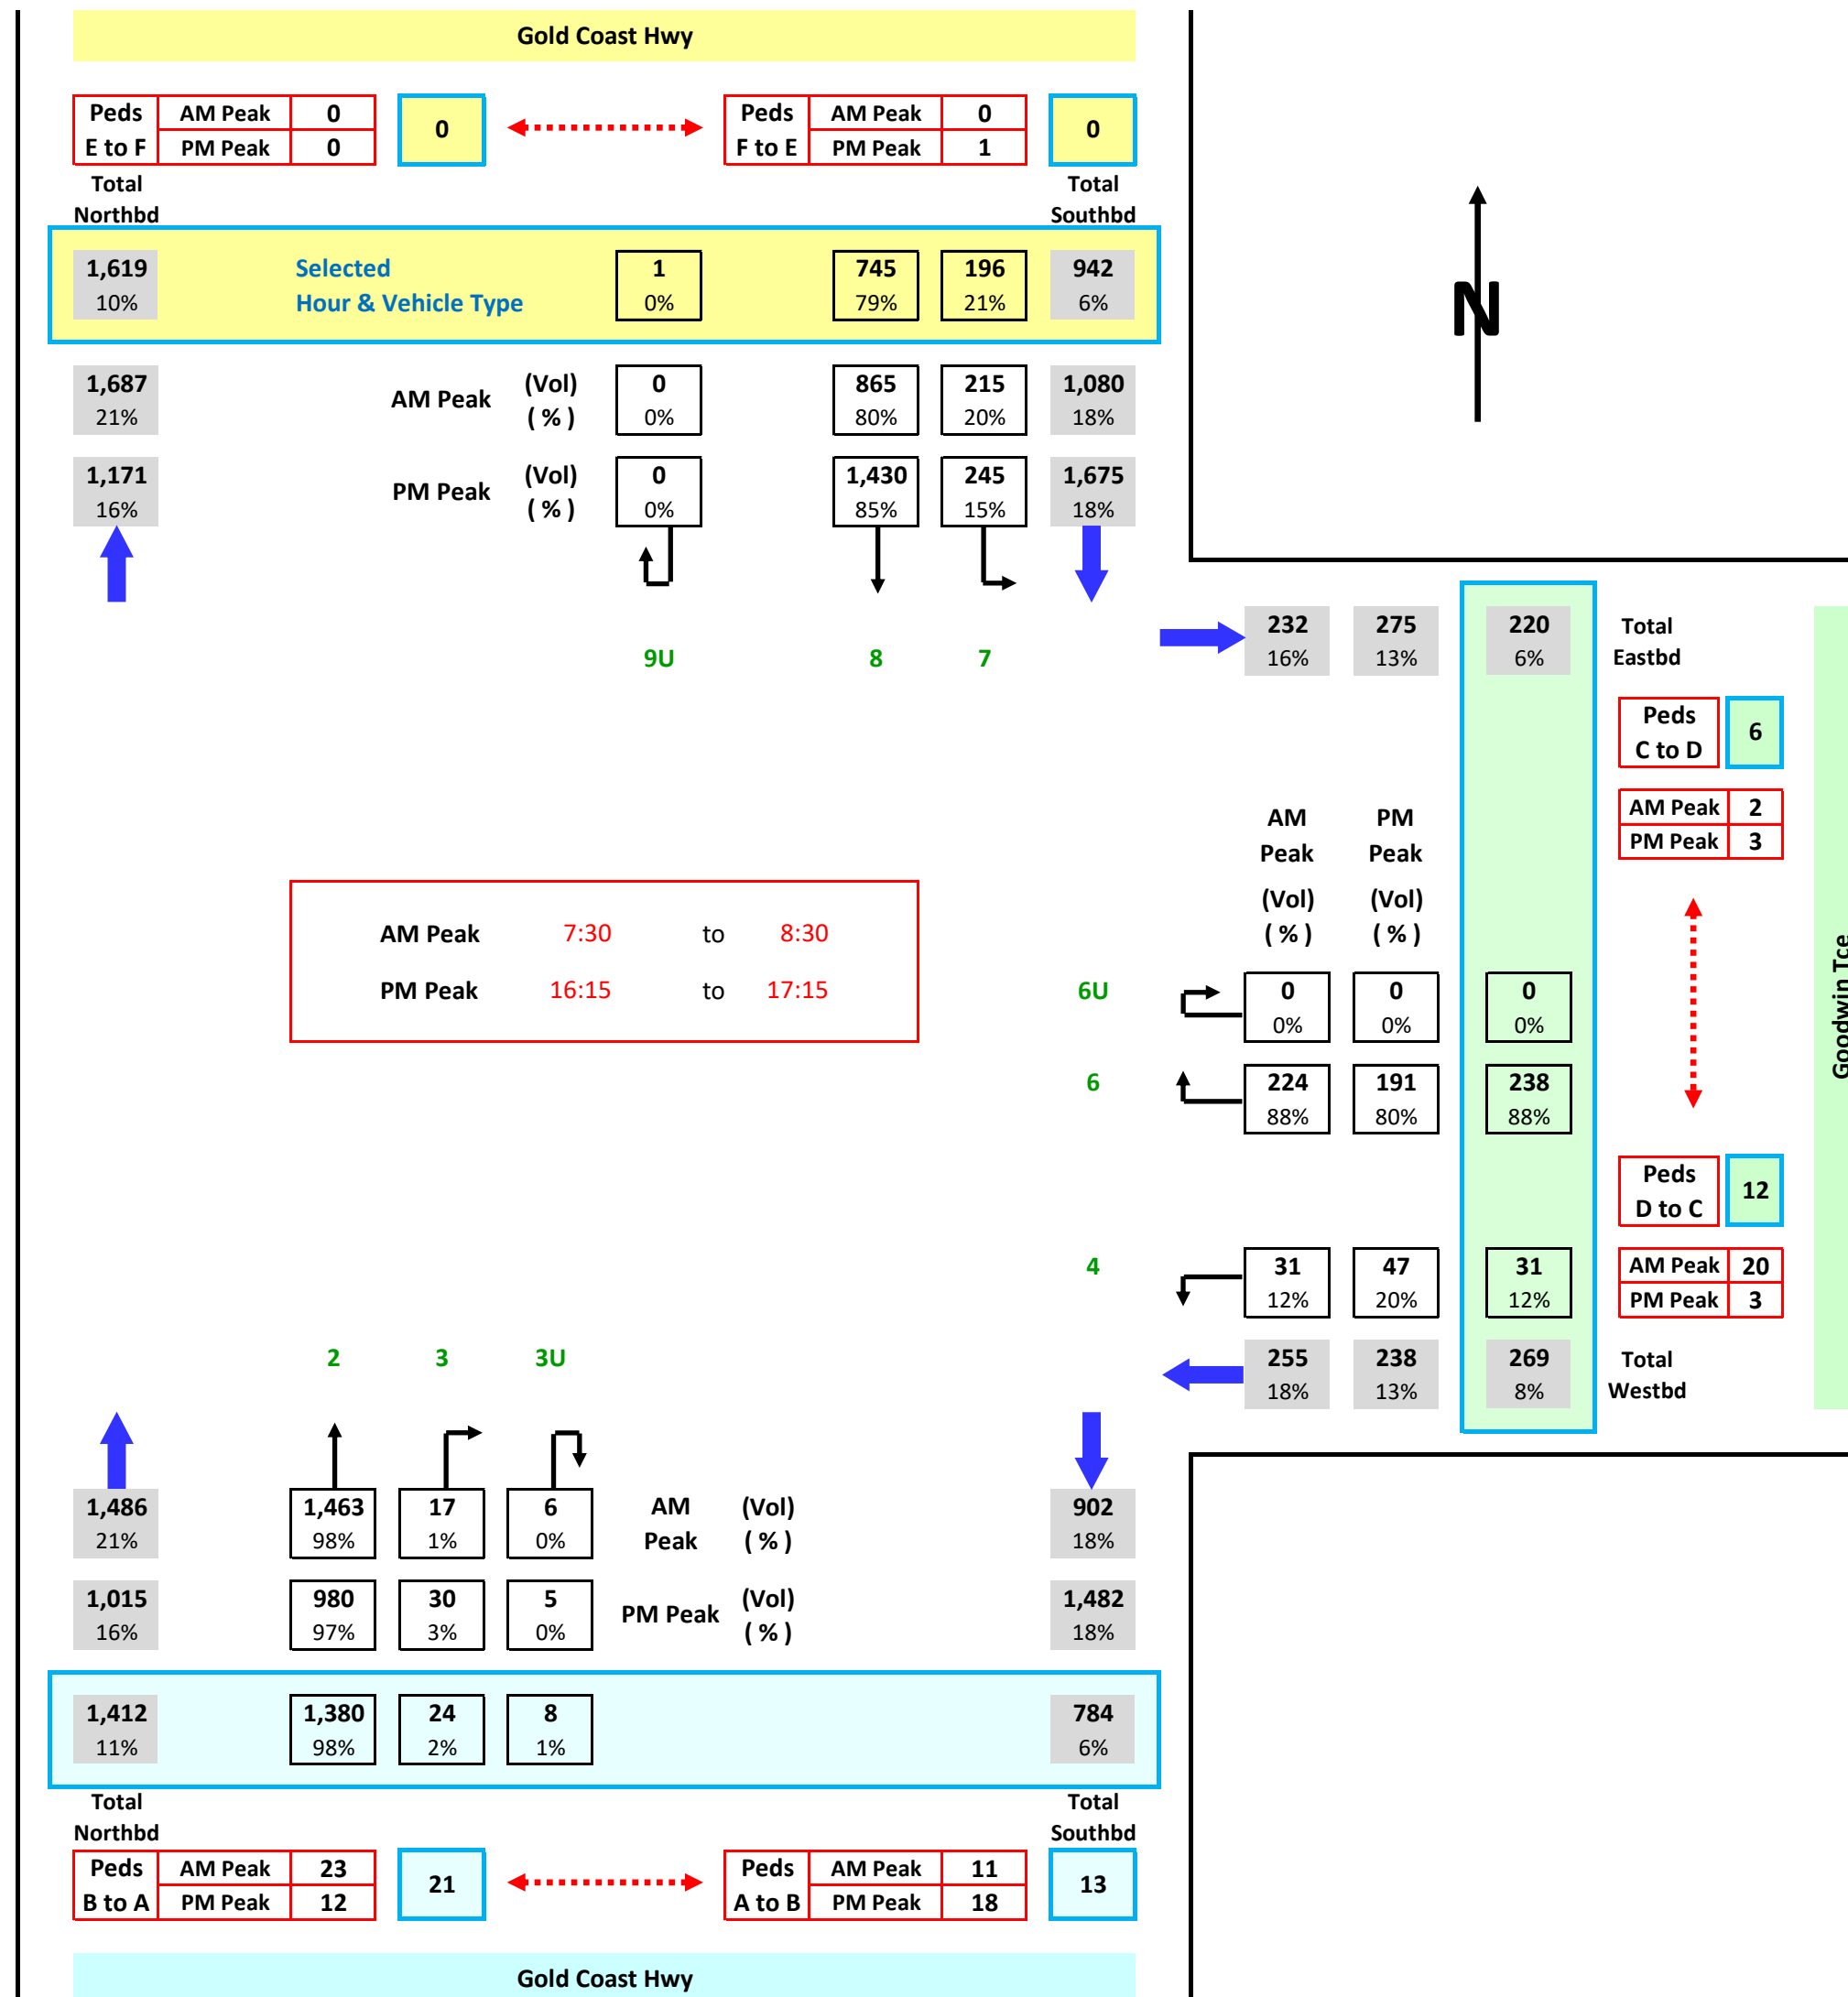 Gold Coast Hwy
Peds AM Peak 0
E to F PM Peak 0
0
Peds AM Peak 0
F to E PM Peak 1
0
Total Total
Northbd Southbd
1,619 Selected 1 745 196 942
10% Hour & Vehicle Type 0% 79% 21% 6%
1,687 AM Peak (Vol) 0 865 215 1,080
21% ( % ) 0% 80% 20% 18%
1,171 PM Peak (Vol) 0 1,430 245 1,675
16% ( % ) 0% 85% 15% 18%
N
9U 8 7
232 275 220 Total
16% 13% 6% Eastbd
Peds
C to D
6
AM Peak 2
PM Peak 3
AM PM
Peak Peak
(Vol) (Vol)
( % ) ( % )
AM Peak 7:30 to 8:30
PM Peak 16:15 to 17:15
6U 0 0 0
0% 0% 0%
6 224 191 238
88% 80% 88%
Goodwin Tce
Peds
D to C
12
4 31 47 31
12% 20% 12%
AM Peak 20
PM Peak 3
255 238 269 Total
18% 13% 8% Westbd
2 3 3U
1,486 1,463 17 6 AM (Vol) 902
21% 98% 1% 0% Peak ( % ) 18%
1,015 980 30 5 PM Peak (Vol) 1,482
16% 97% 3% 0% ( % ) 18%
1,412 1,380 24 8 784
11% 98% 2% 1% 6%
Total Total
Northbd Southbd
Peds AM Peak 23
B to A PM Peak 12
21
Peds AM Peak 11
A to B PM Peak 18
13
Gold Coast Hwy